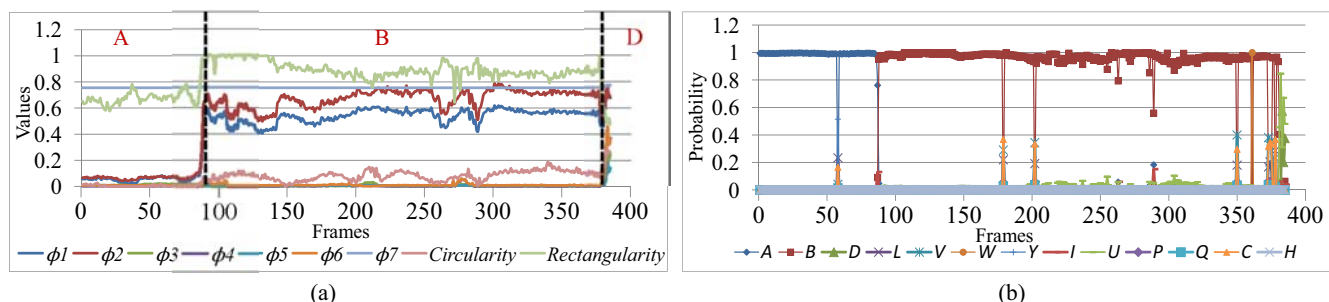 A B D
1.2
1
0.8
0.6
0.4
0.2
0
Values
0 50 100 150 200 250 300 350 400
Frames
ϕ1 ϕ2 ϕ3 ϕ4 ϕ5 ϕ6 ϕ7 Circularity Rectangularity
(a)
1.2
1
0.8
0.6
0.4
0.2
0
Probability
0 50 100 150 200 250 300 350 400
Frames
A B D L V W Y I U P Q C H
(b)